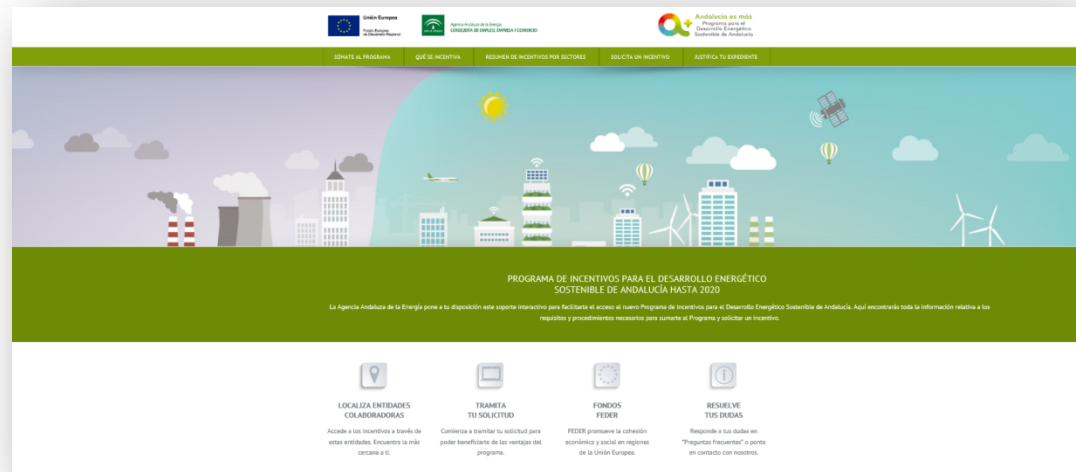 Unión Europea
Fondo Europeo
de Desarrollo Regional
Agencia Andaluza de la Energía
CONSEJERÍA DE EMPLEO, EMPRESA Y COMERCIO
Andalucía es más
Programa para el
Desarrollo Energético
Sostenible de Andalucía
SÚMATE AL PROGRAMA
QUÉ SE INCENTIVA
RESUMEN DE INCENTIVOS POR SECTORES
SOLICITA UN INCENTIVO
JUSTIFICA TU EXPEDIENTE
PROGRAMA DE INCENTIVOS PARA EL DESARROLLO ENERGÉTICO
SOSTENIBLE DE ANDALUCÍA HASTA 2020
La Agencia Andaluza de la Energía pone a tu disposición este soporte interactivo para facilitarte el acceso al nuevo Programa de Incentivos para el Desarrollo Energético Sostenible de Andalucía. Aquí encontrarás toda la información relativa a los
requisitos y procedimientos necesarios para sumarte al Programa y solicitar un incentivo.
LOCALIZA ENTIDADES
COLABORADORAS
Accede a los incentivos a través de
estas entidades. Encuentra la más
cercana a ti.
TRAMITA
TU SOLICITUD
Comienza a tramitar tu solicitud para
poder beneficiarte de las ventajas del
programa.
FONDOS
FEDER
FEDER promueve la cohesión
económica y social en regiones
de la Unión Europea.
RESUELVE
TUS DUDAS
Responde a tus dudas en
"Preguntas frecuentes" o ponte
en contacto con nosotros.